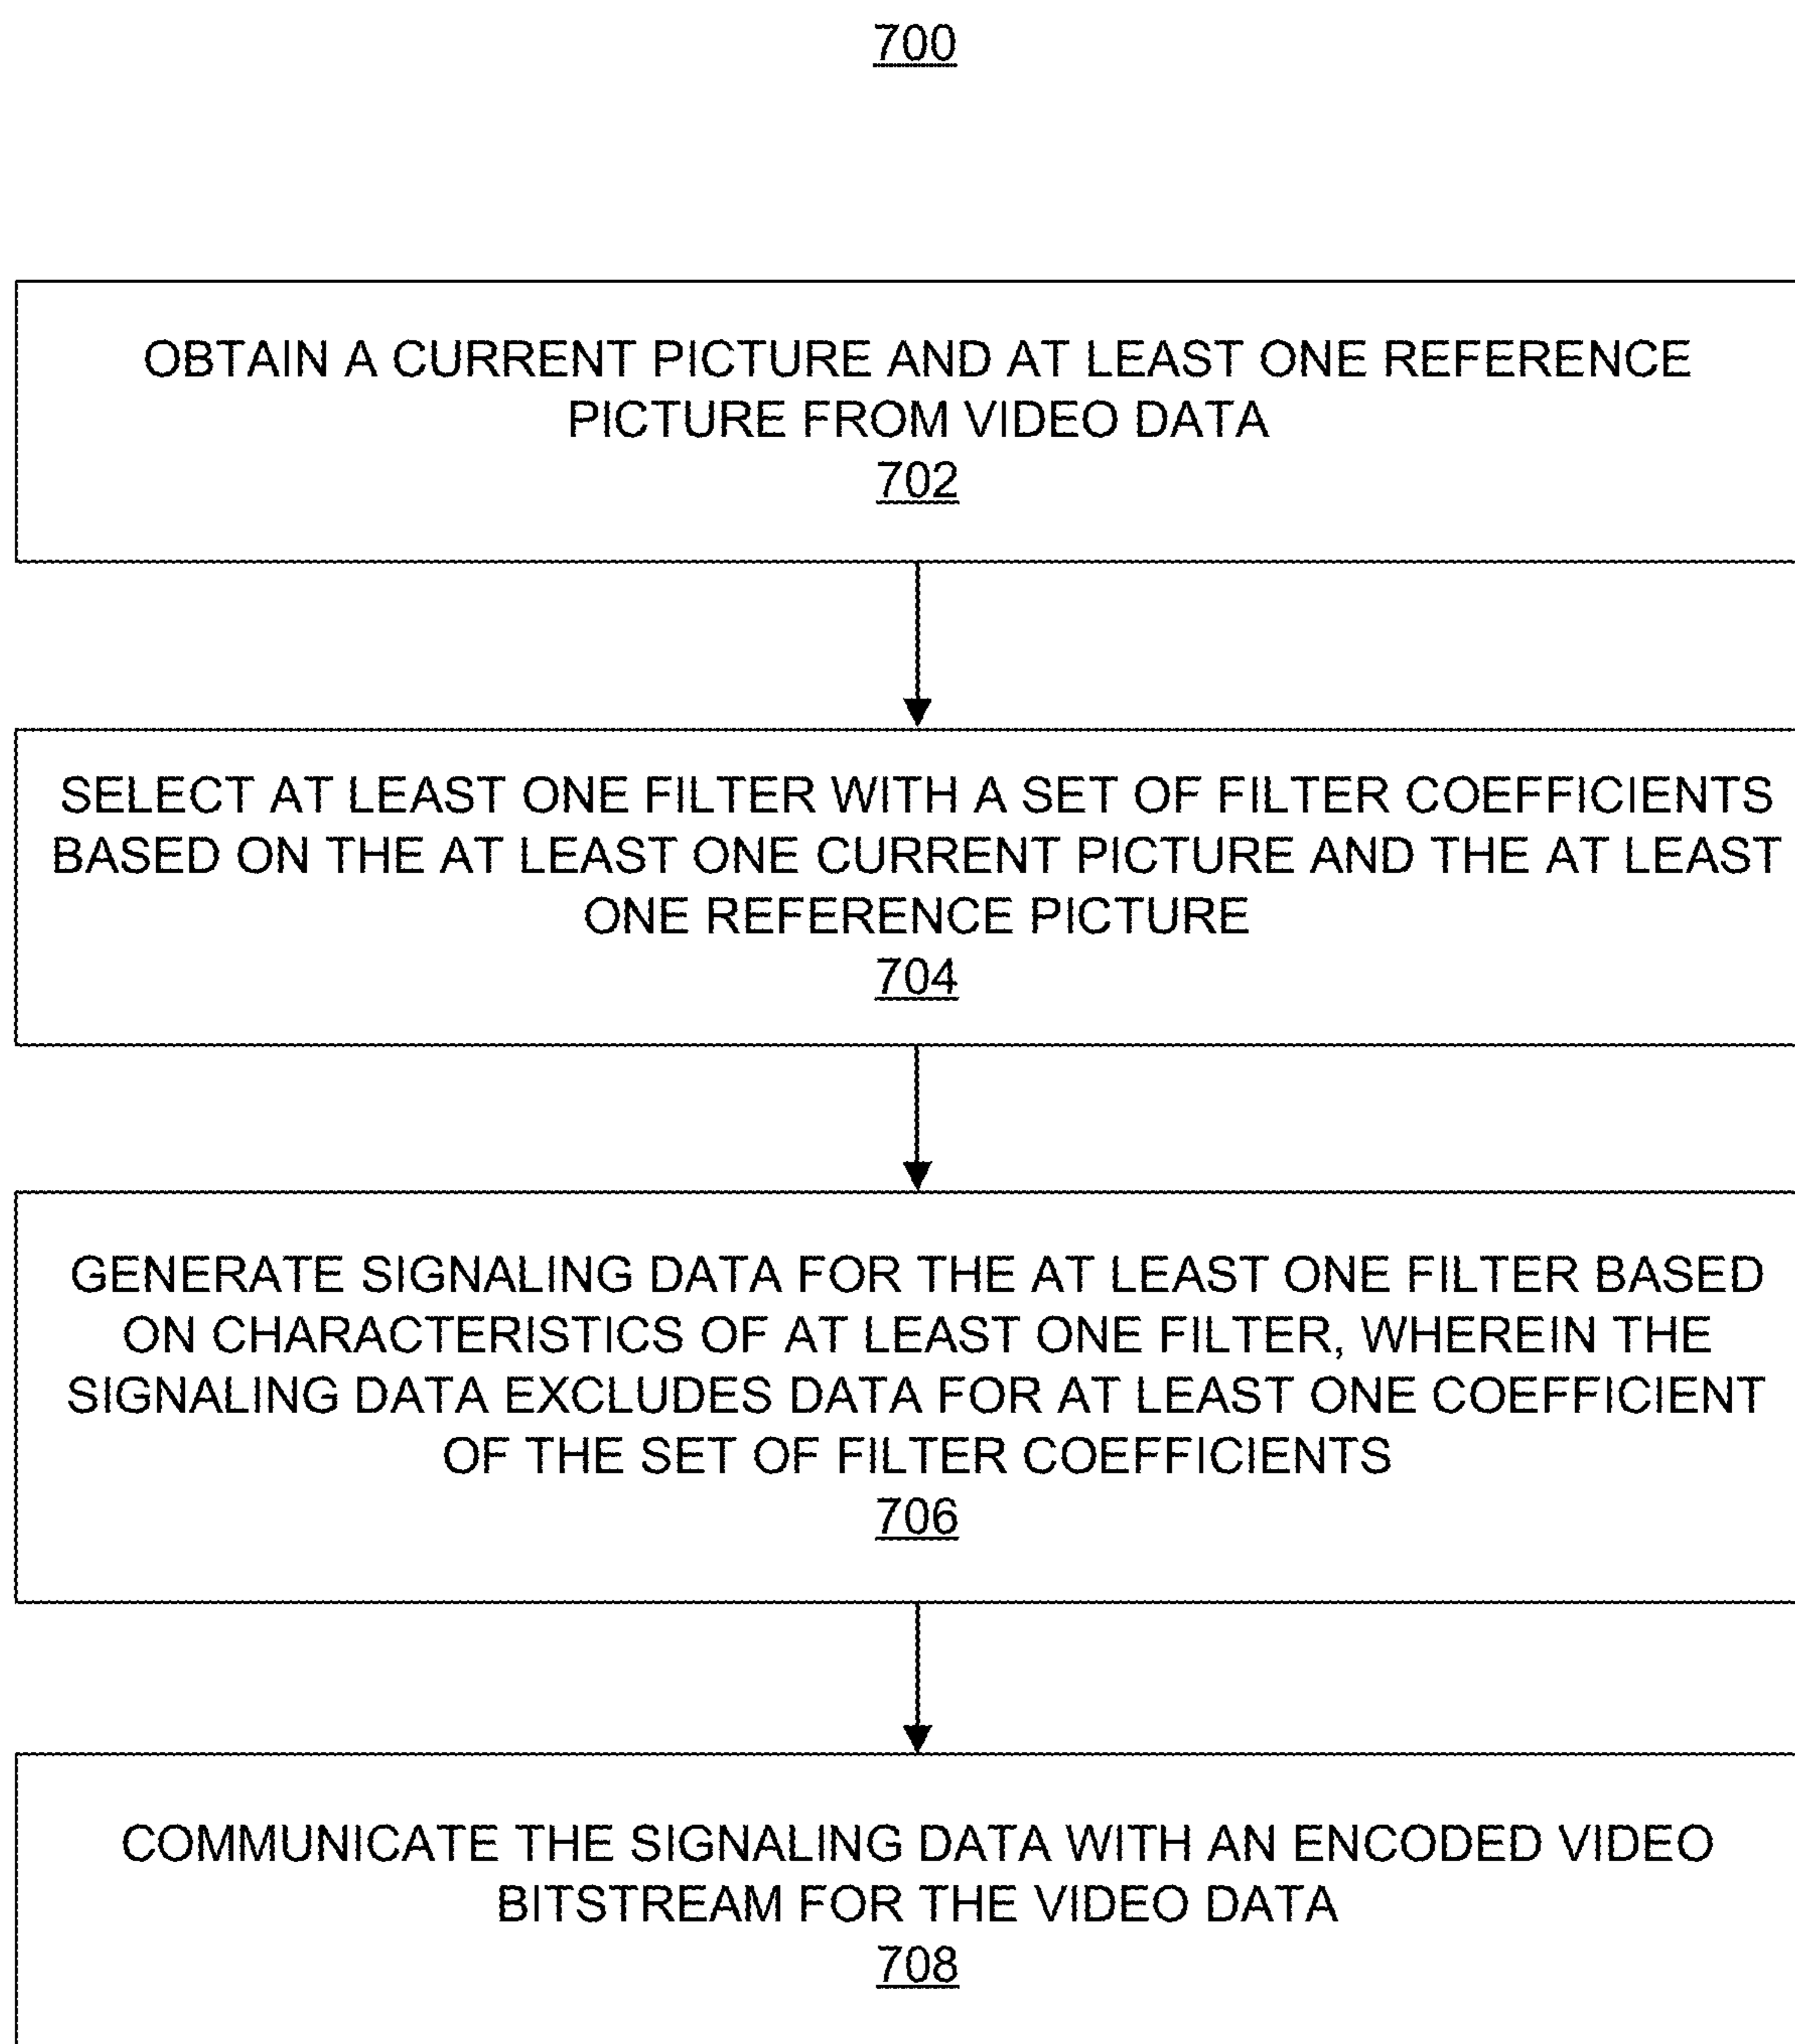 700
OBTAIN A CURRENT PICTURE AND AT LEAST ONE REFERENCE
PICTURE FROM VIDEO DATA
702
SELECT AT LEAST ONE FILTER WITH A SET OF FILTER COEFFICIENTS
BASED ON THE AT LEAST ONE CURRENT PICTURE AND THE AT LEAST
ONE REFERENCE PICTURE
704
GENERATE SIGNALING DATA FOR THE AT LEAST ONE FILTER BASED
ON CHARACTERISTICS OF AT LEAST ONE FILTER, WHEREIN THE
SIGNALING DATA EXCLUDES DATA FOR AT LEAST ONE COEFFICIENT
OF THE SET OF FILTER COEFFICIENTS
706
COMMUNICATE THE SIGNALING DATA WITH AN ENCODED VIDEO
BITSTREAM FOR THE VIDEO DATA
708